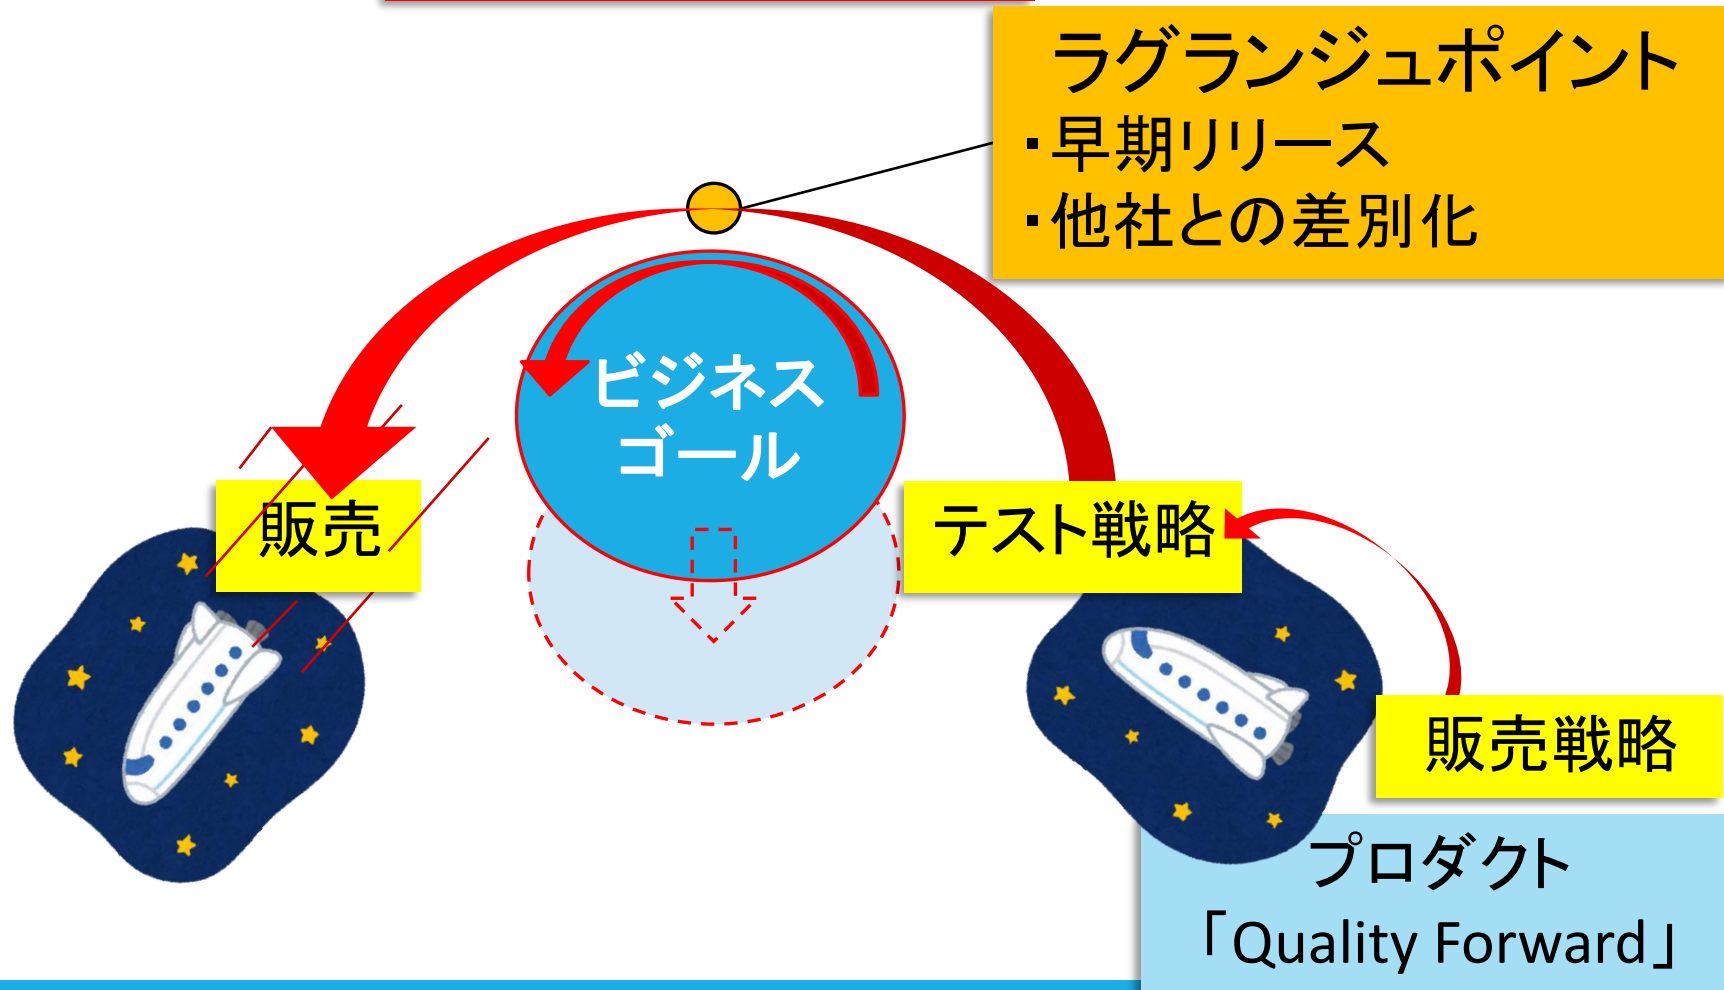 ラグランジュポイント
・早期リリース
・他社との差別化
ビジネス
ゴール
販売
テスト戦略
販売戦略
プロダクト
「Quality Forward」